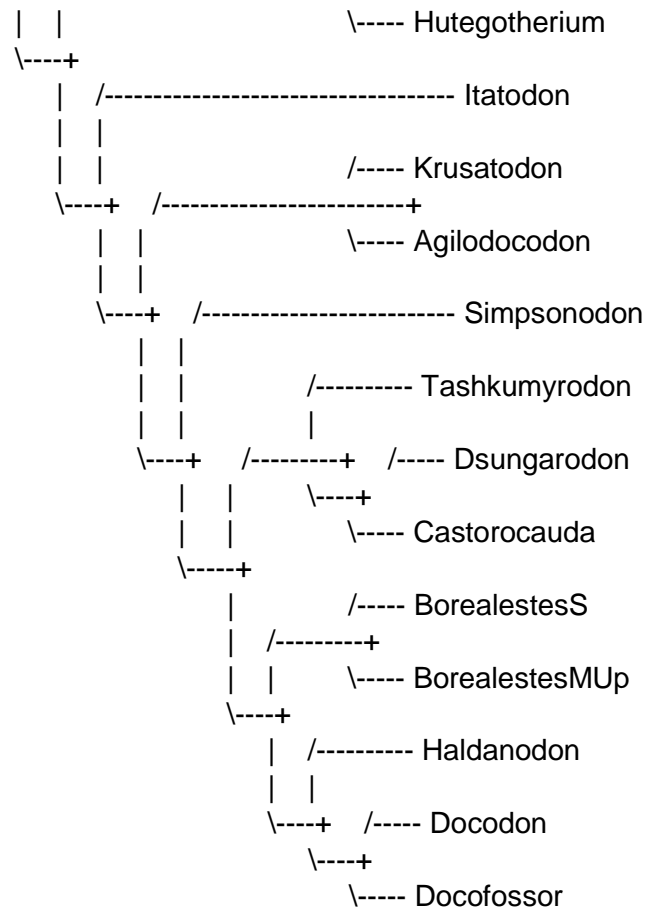 |   |                                   \----- Hutegotherium
\----+
     |   /----------------------------------- Itatodon
     |   |
     |   |                               /----- Krusatodon
     \----+    /-------------------------+
          |   |                          \----- Agilodocodon
          |   |
          \----+    /-------------------------- Simpsonodon
               |   |
               |   |               /---------- Tashkumyrodon
               |   |               |
               \----+    /---------+    /----- Dsungarodon
                    |    |         \----+
                    |    |              \----- Castorocauda
                    \-----+
                          |              /----- BorealestesS
                          |    /---------+
                          |    |         \----- BorealestesMUp
                          \----+
                               |    /---------- Haldanodon
                               |    |
                               \----+    /----- Docodon
                                    \----+
                                         \----- Docofossor